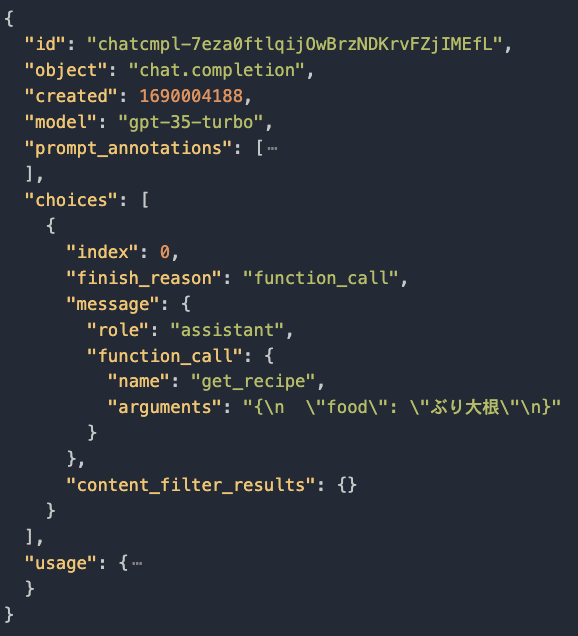 {
  "id": "chatcmpl-7eza0ftlqijOwBrzNDKrvFZjIMEfL",
  "object": "chat.completion",
  "created": 1690004188,
  "model": "gpt-35-turbo",
  "prompt_annotations": [⋯
  ],
  "choices": [
    {
      "index": 0,
      "finish_reason": "function_call",
      "message": {
        "role": "assistant",
        "function_call": {
          "name": "get_recipe",
          "arguments": "{\n  \"food\": \"ぶり大根\"\n}"
        }
      },
      "content_filter_results": {}
    }
  ],
  "usage": {⋯
  }
}